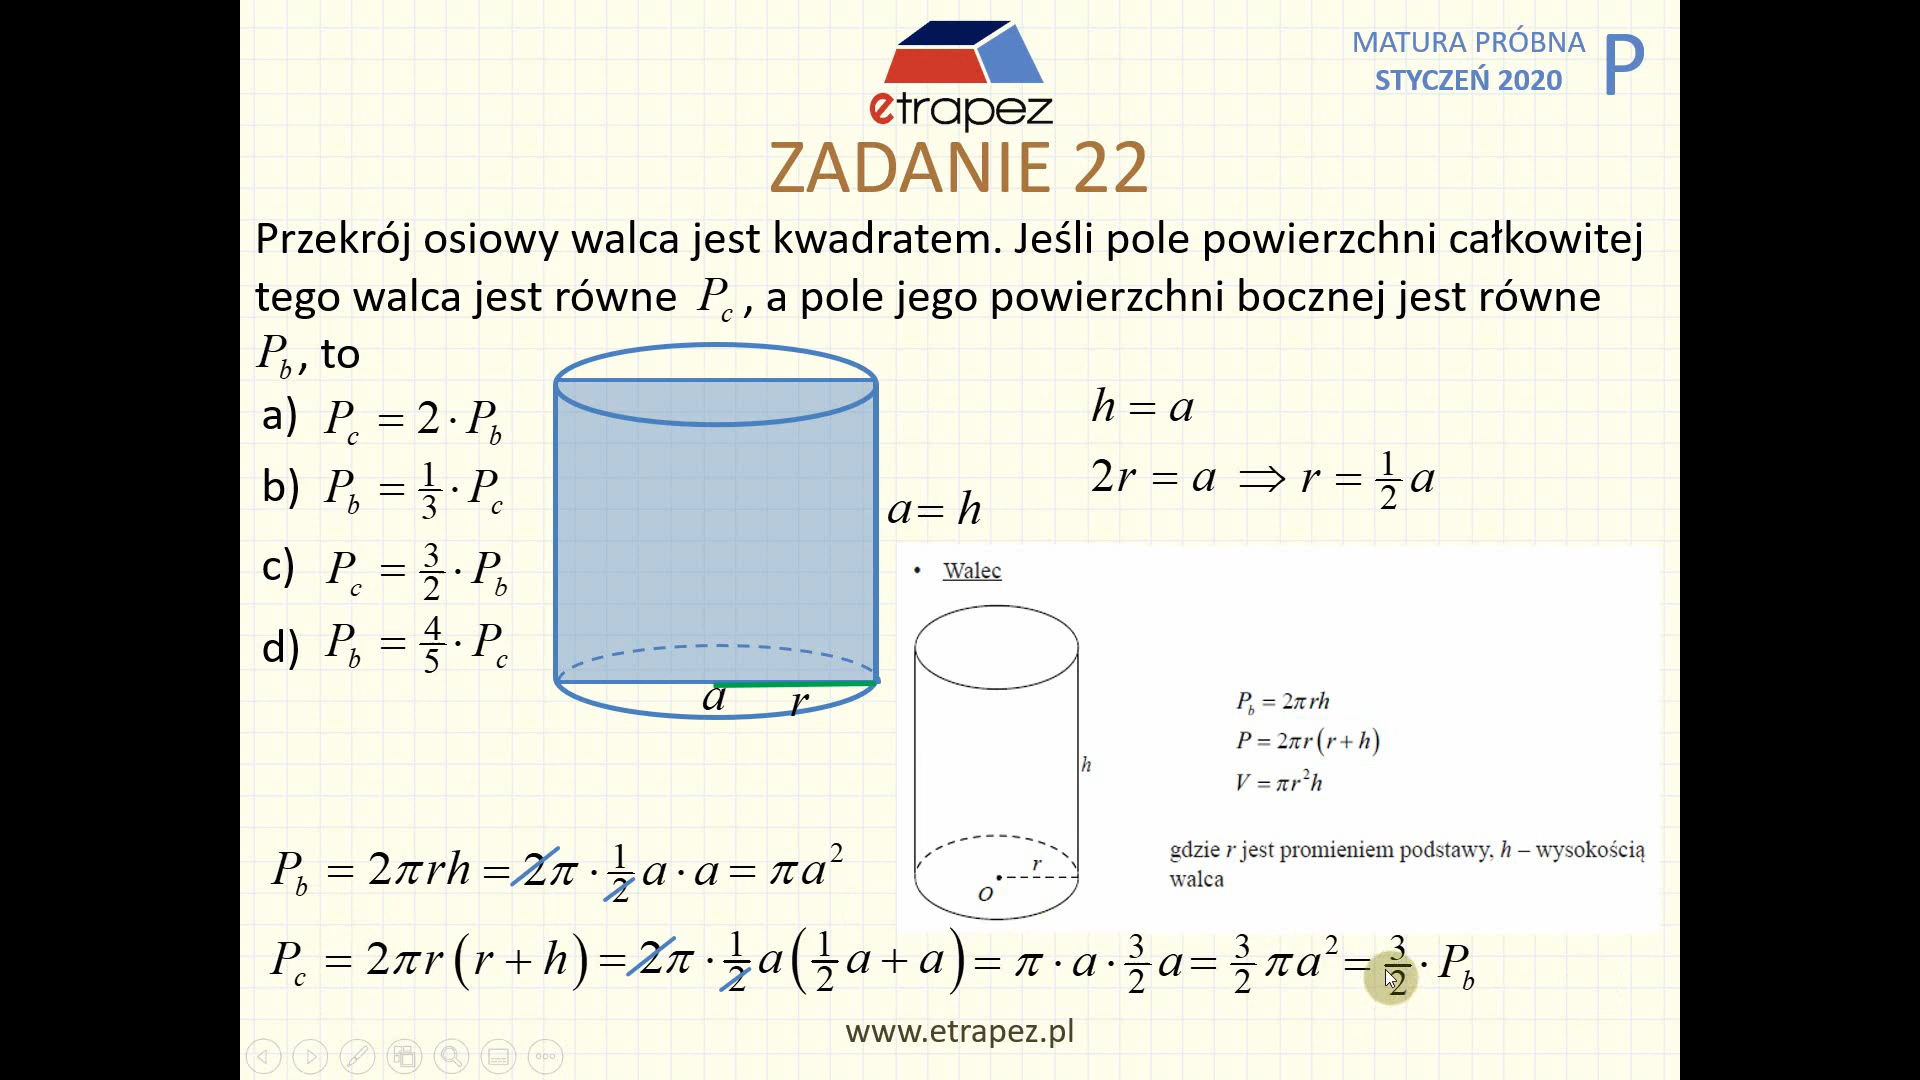 MATURA PRÓBNA
STYCZEŃ 2020
P
etrapez
ZADANIE 22
Przekrój osiowy walca jest kwadratem. Jeśli pole powierzchni całkowitej
tego walca jest równe P_c, a pole jego powierzchni bocznej jest równe
P_b, to
a) P_c = 2 · P_b
b) P_b = 1/3 · P_c
c) P_c = 3/2 · P_b
d) P_b = 4/5 · P_c
a = h
a
r
h = a
2r = a ⇒ r = 1/2 a
• Walec
h
r
O
P_b = 2πrh
P = 2πr(r + h)
V = πr²h
gdzie r jest promieniem podstawy, h – wysokością
walca
P_b = 2πrh = 2π · 1/2 a · a = πa²
P_c = 2πr(r + h) = 2π · 1/2 a(1/2 a + a) = π · a · 3/2 a = 3/2 πa² = 3/2 · P_b
www.etrapez.pl